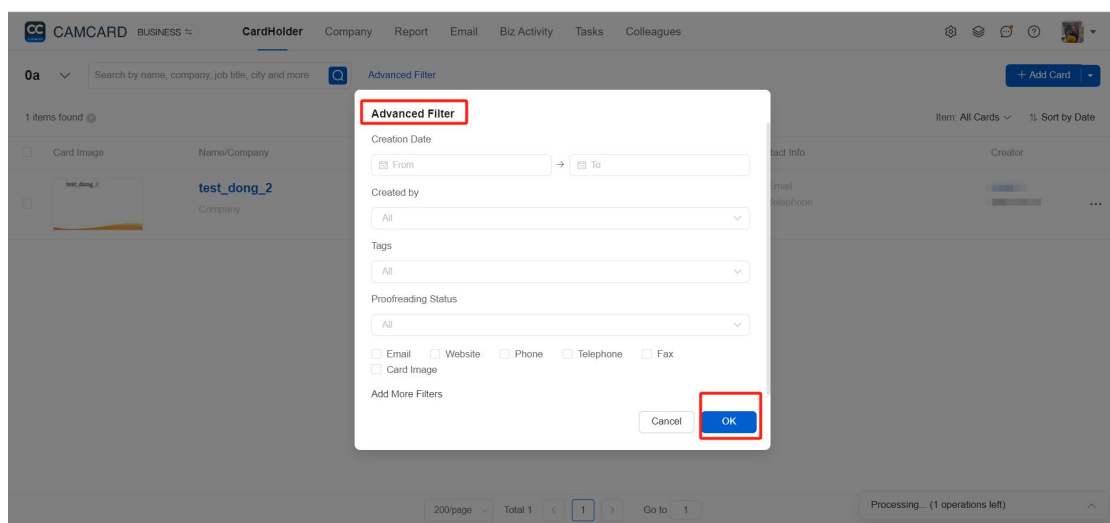 CC CAMCARD BUSINESS CardHolder Company Report Email Biz Activity Tasks Colleagues
0a Search by name, company, job title, city and more Advanced Filter + Add Card
1 items found Item: All Cards Sort by Date
Card Image Name/Company tact Info Creator
test_dong_2 test_dong_2 Email
Company Telephone
Advanced Filter
Creation Date
From → To
Created by
All
Tags
All
Proofreading Status
All
Email Website Phone Telephone Fax
Card Image
Add More Filters
Cancel OK
200/page Total 1 < 1 > Go to 1 Processing... (1 operations left)